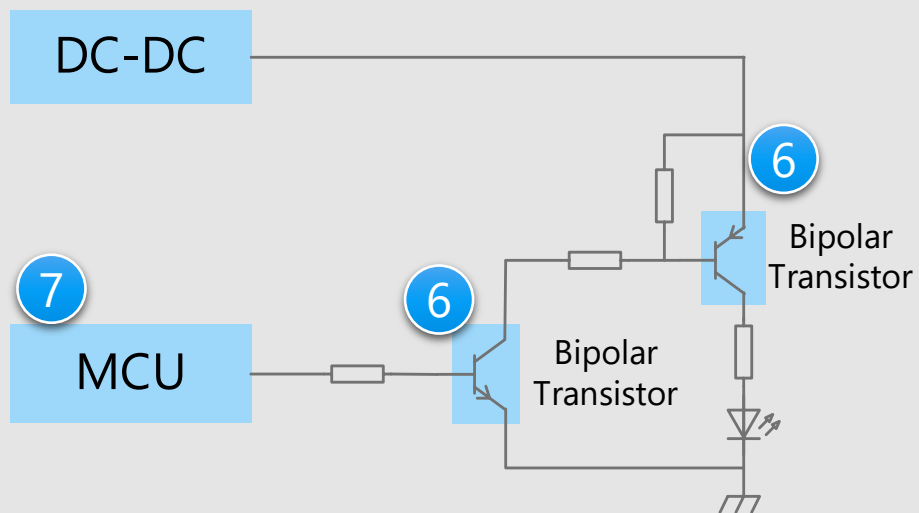 DC-DC
6
Bipolar
Transistor
7
6
MCU
Bipolar
Transistor